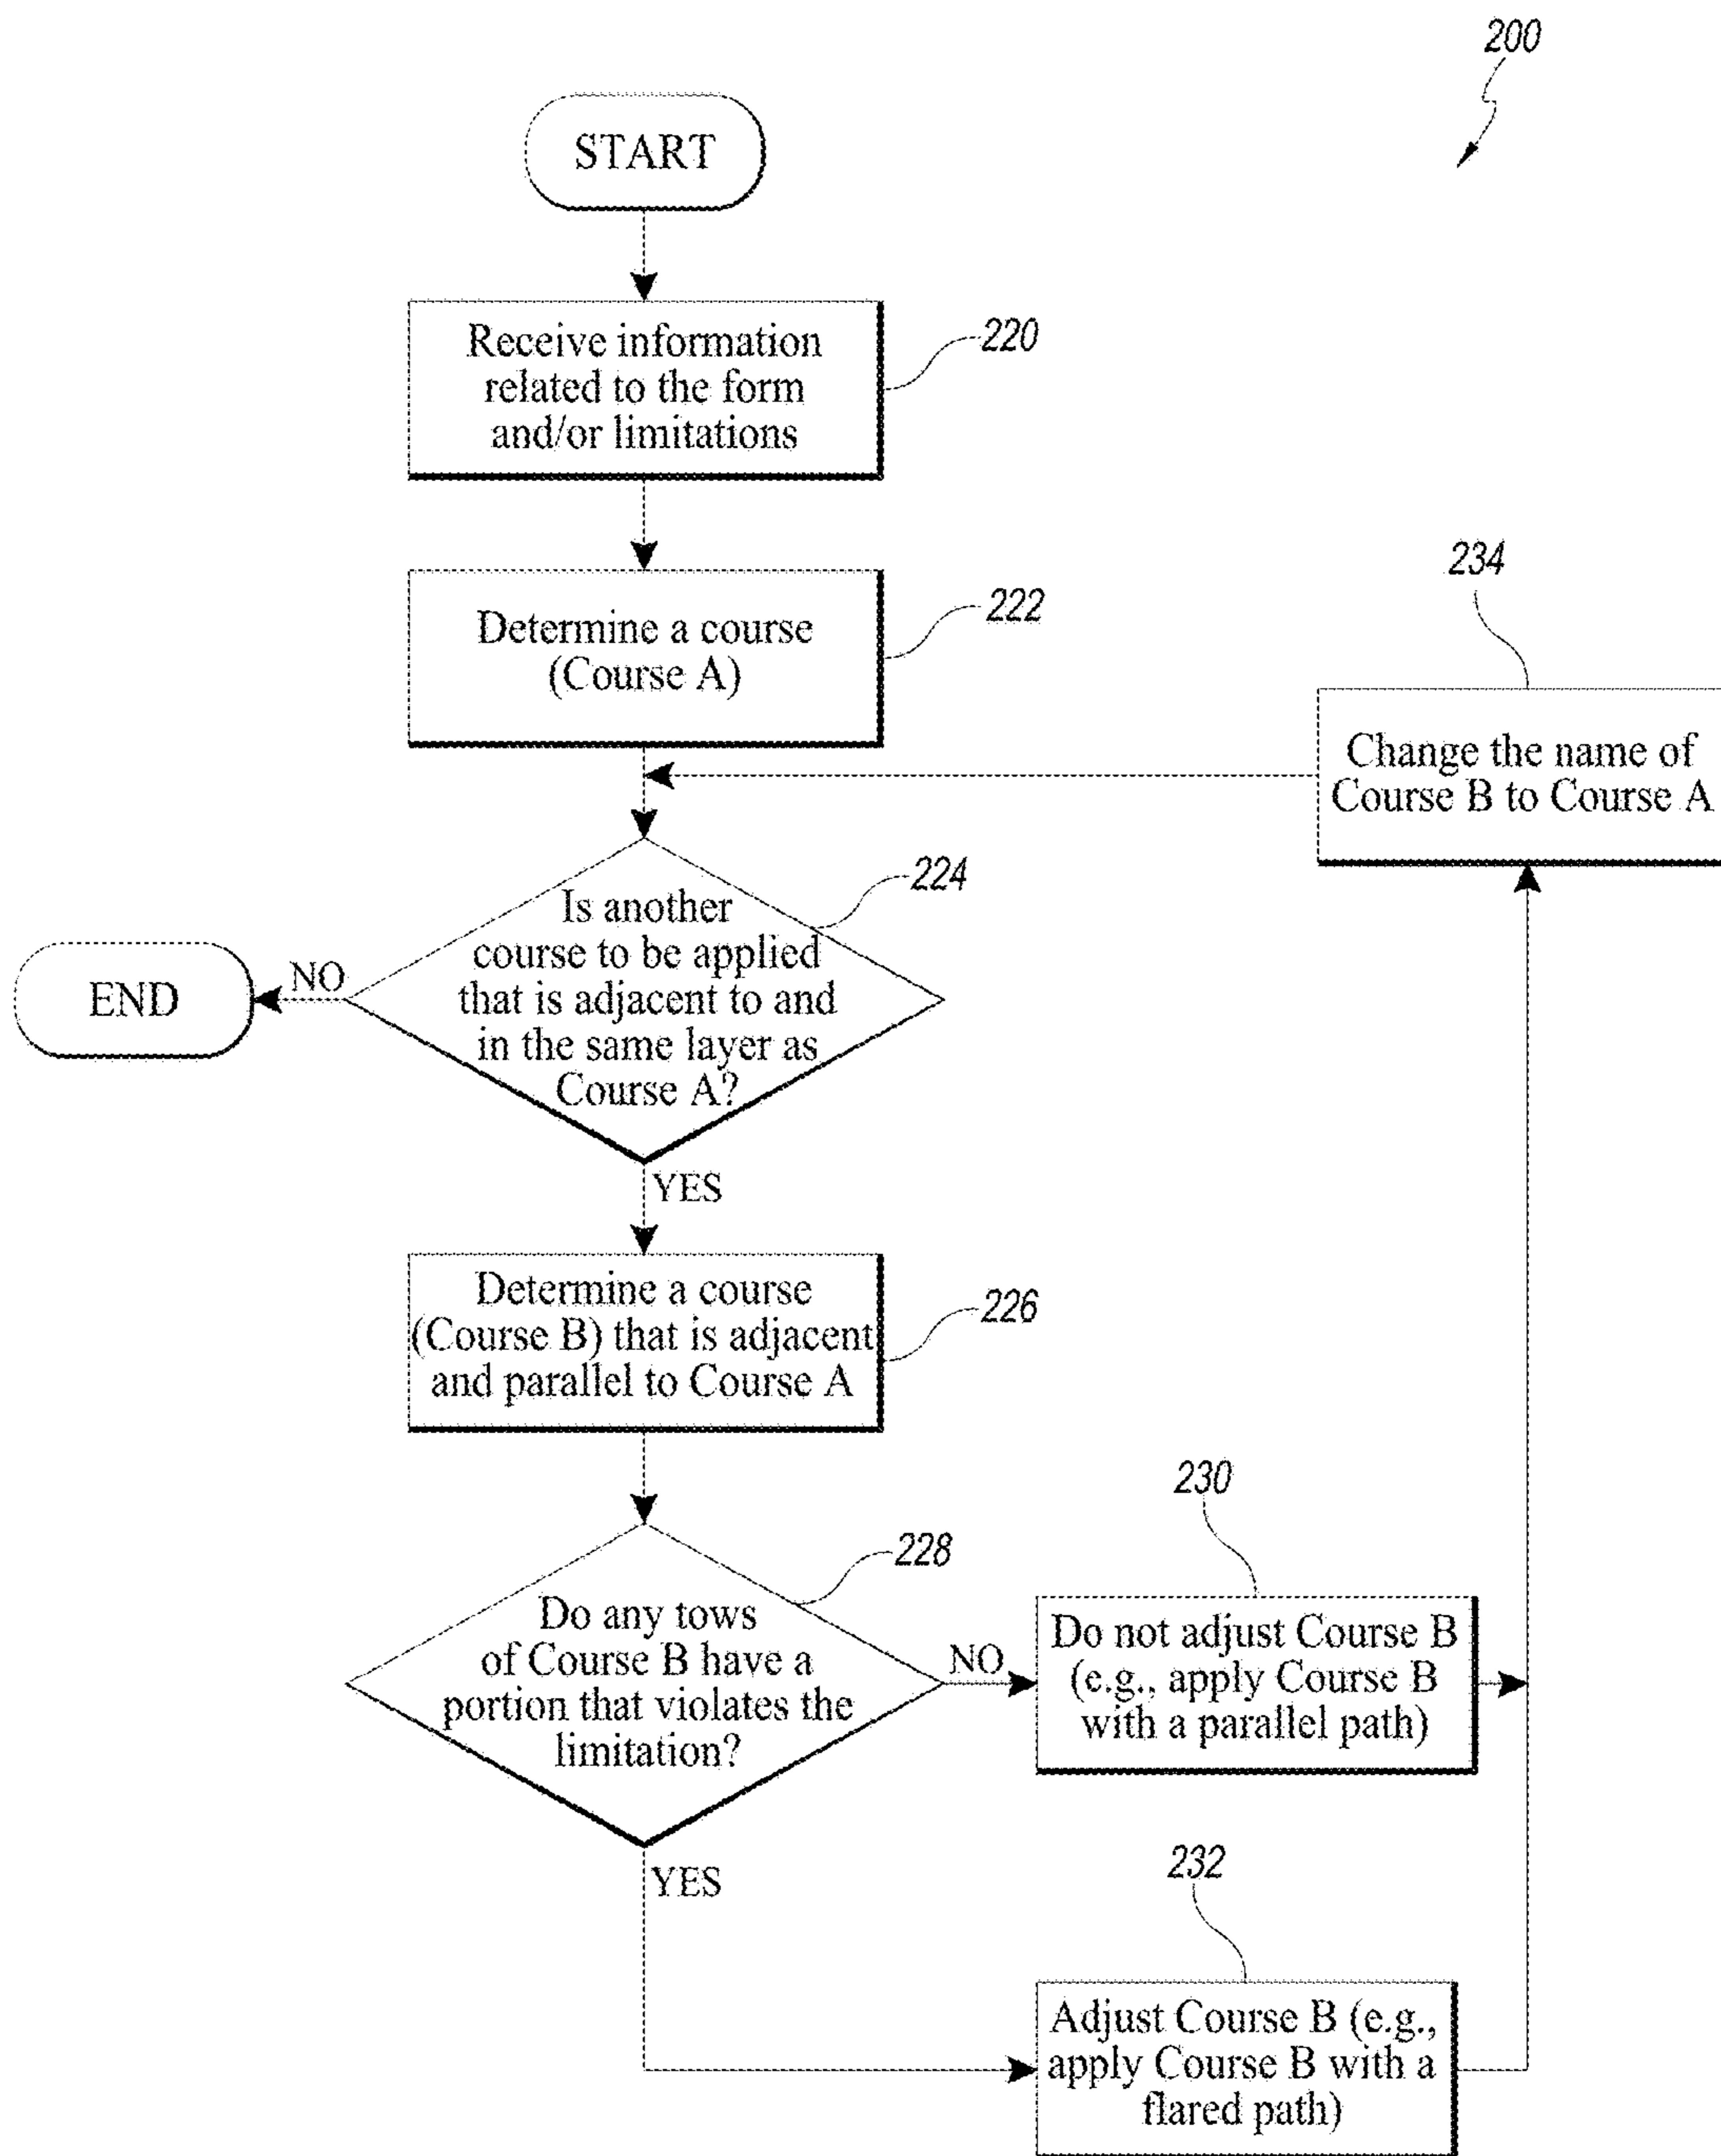 200
START
Receive information
related to the form
and/or limitations
220
Determine a course
(Course A)
222
234
Change the name of
Course B to Course A
224
Is another
course to be applied
that is adjacent to and
in the same layer as
Course A?
NO
END
YES
Determine a course
(Course B) that is adjacent
and parallel to Course A
226
228
Do any tows
of Course B have a
portion that violates the
limitation?
NO
230
Do not adjust Course B
(e.g., apply Course B
with a parallel path)
YES
232
Adjust Course B (e.g.,
apply Course B with a
flared path)